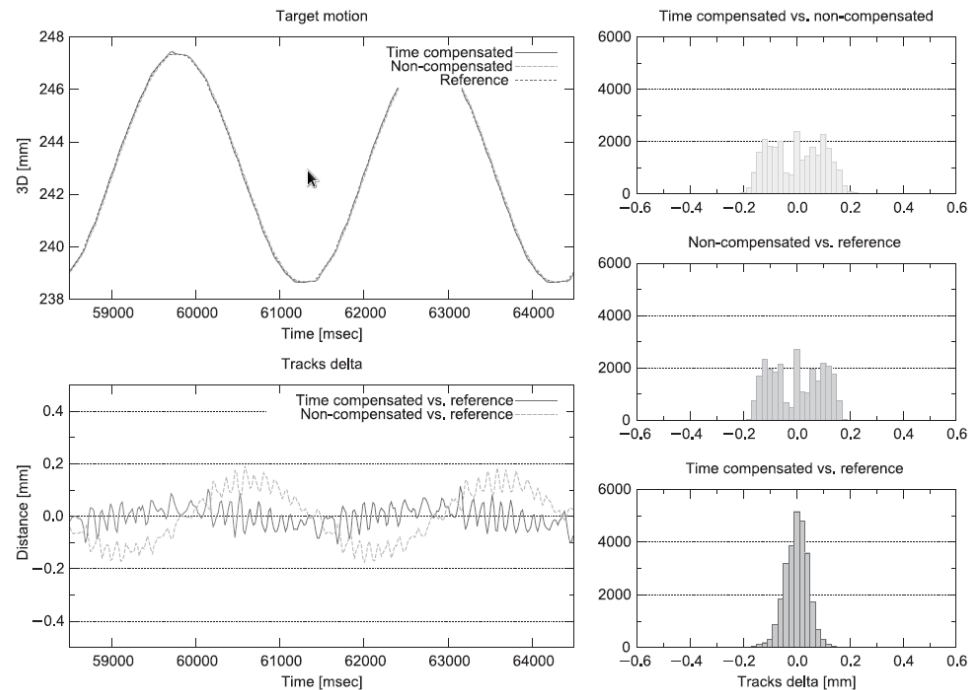 Target motion
248
246
244
242
240
238
3D [mm]
Time compensated
Non-compensated
Reference
59000 60000 61000 62000 63000 64000
Time [msec]
Tracks delta
0.4
0.2
0.0
−0.2
−0.4
Distance [mm]
Time compensated vs. reference
Non-compensated vs. reference
59000 60000 61000 62000 63000 64000
Time [msec]
Time compensated vs. non-compensated
6000
4000
2000
0
−0.6 −0.4 −0.2 0.0 0.2 0.4 0.6
Non-compensated vs. reference
6000
4000
2000
0
−0.6 −0.4 −0.2 0.0 0.2 0.4 0.6
Time compensated vs. reference
6000
4000
2000
0
−0.6 −0.4 −0.2 0.0 0.2 0.4 0.6
Tracks delta [mm]